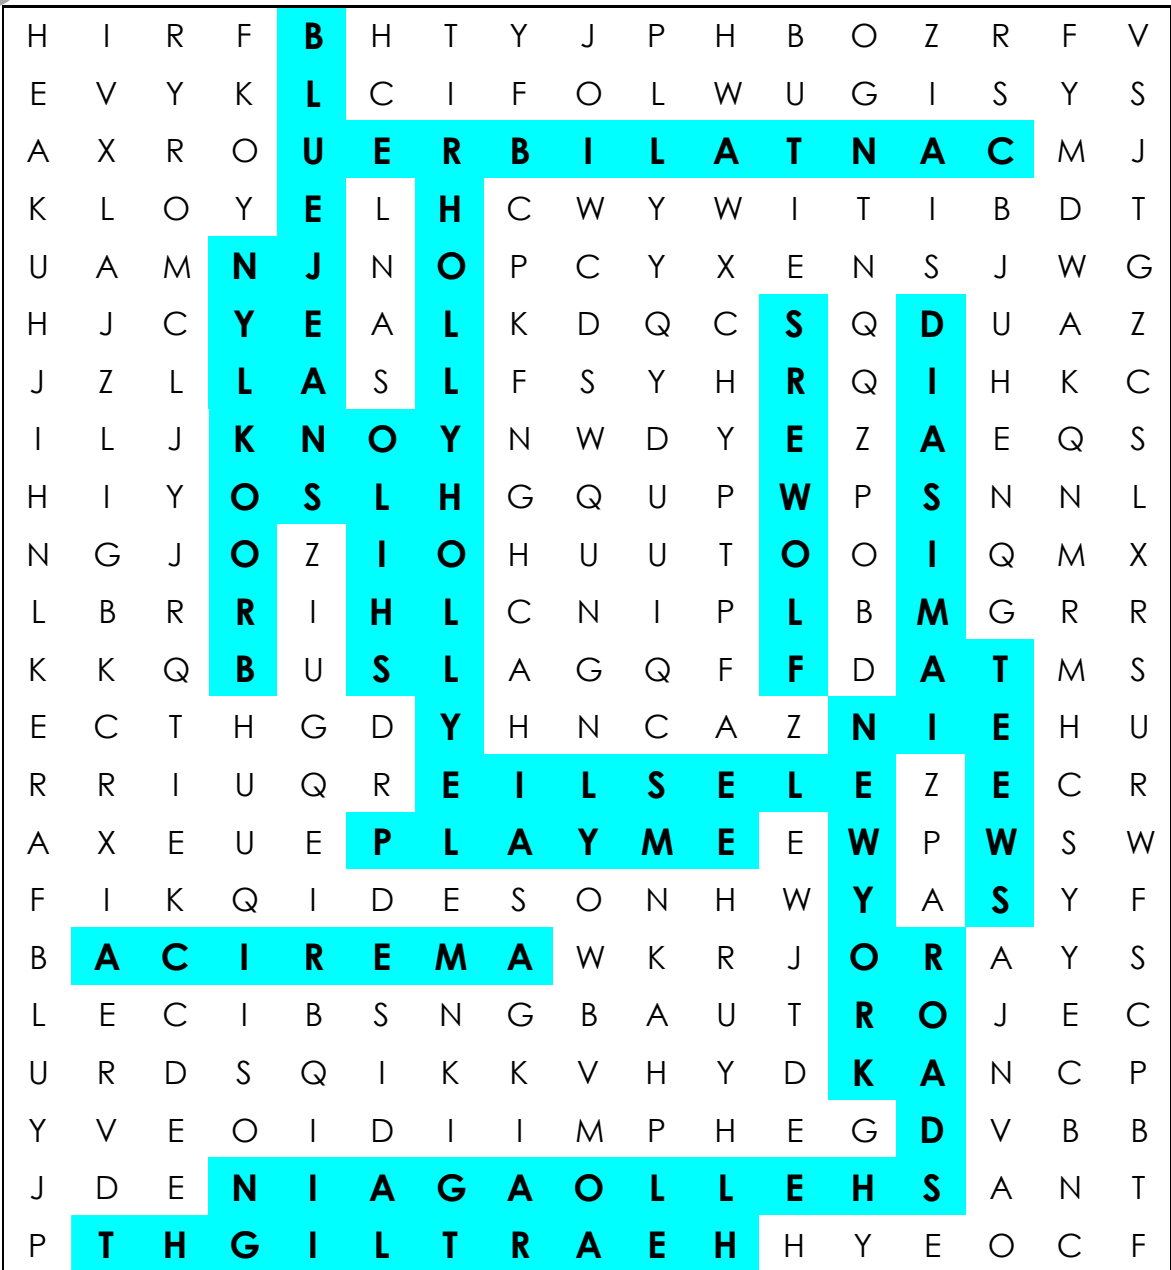 H I R F B H T Y J P H B O Z R F V
E V Y K L C I F O L W U G I S Y S
A X R O U E R B I L A T N A C M J
K L O Y E L H C W Y W I T I B D T
U A M N J N O P C Y X E N S J W G
H J C Y E A L K D Q C S Q D U A Z
J Z L L A S L F S Y H R Q I H K C
I L J K N O Y N W D Y E Z A E Q S
H I Y O S L H G Q U P W P S N N L
N G J O Z I O H U U T O O I Q M X
L B R R I H L C N I P L B M G R R
K K Q B U S L A G Q F F D A T M S
E C T H G D Y H N C A Z N I E H U
R R I U Q R E I L S E L E Z E C R
A X E U E P L A Y M E E W P W S W
F I K Q I D E S O N H W Y A S Y F
B A C I R E M A W K R J O R A Y S
L E C I B S N G B A U T R O J E C
U R D S Q I K K V H Y D K A N C P
Y V E O I D I I M P H E G D V B B
J D E N I A G A O L L E H S A N T
P T H G I L T R A E H H Y E O C F